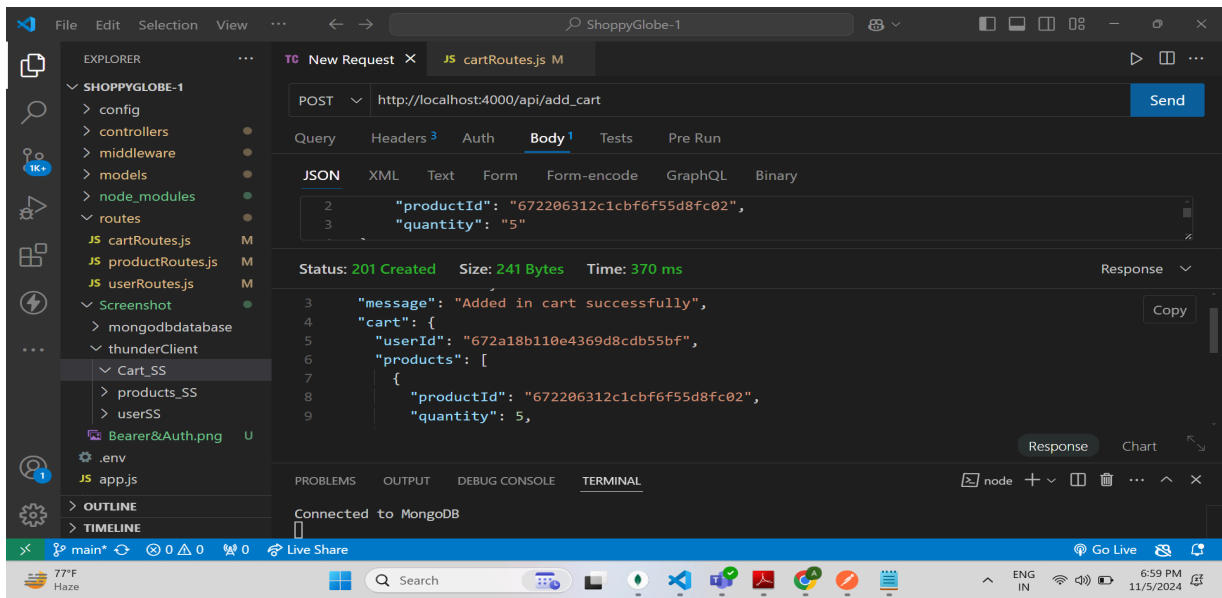 File Edit Selection View ··· ShoppyGlobe-1
EXPLORER ···
SHOPPYGLOBE-1
config
controllers
middleware
models
node_modules
routes
JS cartRoutes.js M
JS productRoutes.js M
JS userRoutes.js M
Screenshot
mongodbdatabase
thunderClient
Cart_SS
products_SS
userSS
Bearer&Auth.png U
.env
JS app.js
OUTLINE
TIMELINE
1K+
1
TC New Request JS cartRoutes.js M
POST http://localhost:4000/api/add_cart Send
Query Headers 3 Auth Body 1 Tests Pre Run
JSON XML Text Form Form-encode GraphQL Binary
2 "productId": "672206312c1cbf6f55d8fc02",
3 "quantity": "5"
Status: 201 Created Size: 241 Bytes Time: 370 ms Response
Copy
3 "message": "Added in cart successfully",
4 "cart": {
5 "userId": "672a18b110e4369d8cdb55bf",
6 "products": [
7 {
8 "productId": "672206312c1cbf6f55d8fc02",
9 "quantity": 5,
Response Chart
PROBLEMS OUTPUT DEBUG CONSOLE TERMINAL node
Connected to MongoDB
main* 0 0 0 Live Share Go Live
77°F
Haze
Search
ENG
IN
6:59 PM
11/5/2024